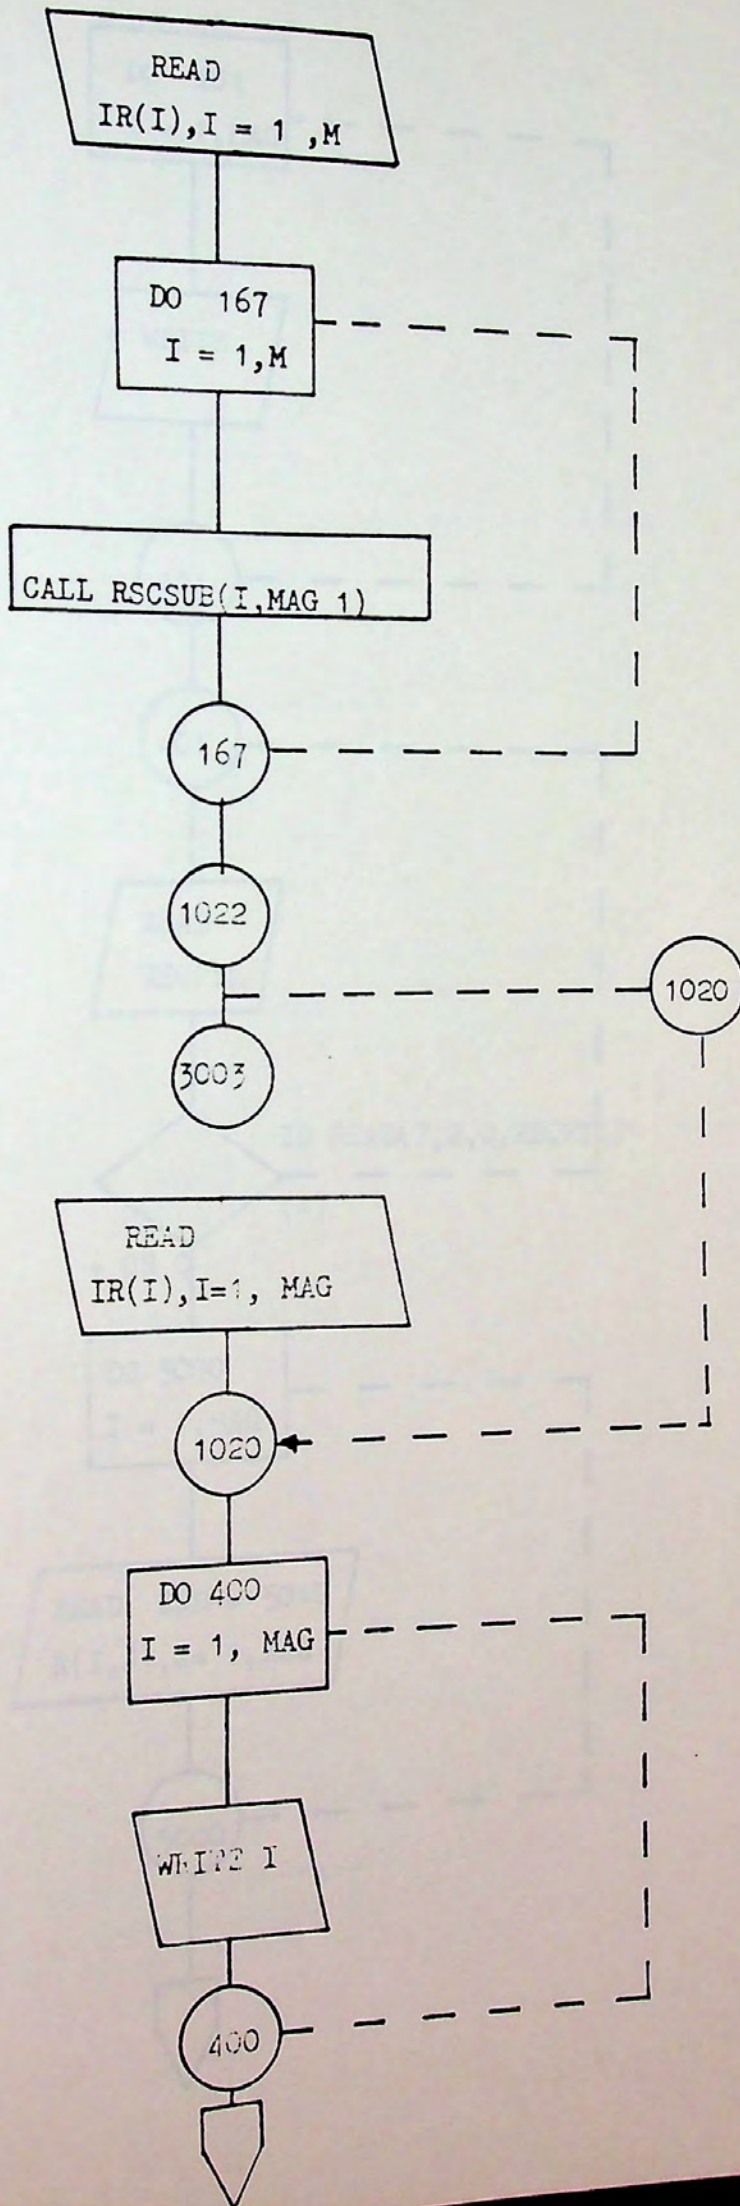 READ
IR(I), I = 1 ,M
DO 167
I = 1,M
CALL RSCSUB(I,MAG 1)
167
1022
1020
3003
READ
IR(I),I=1, MAG
1020
DO 400
I = 1, MAG
WRITE I
400